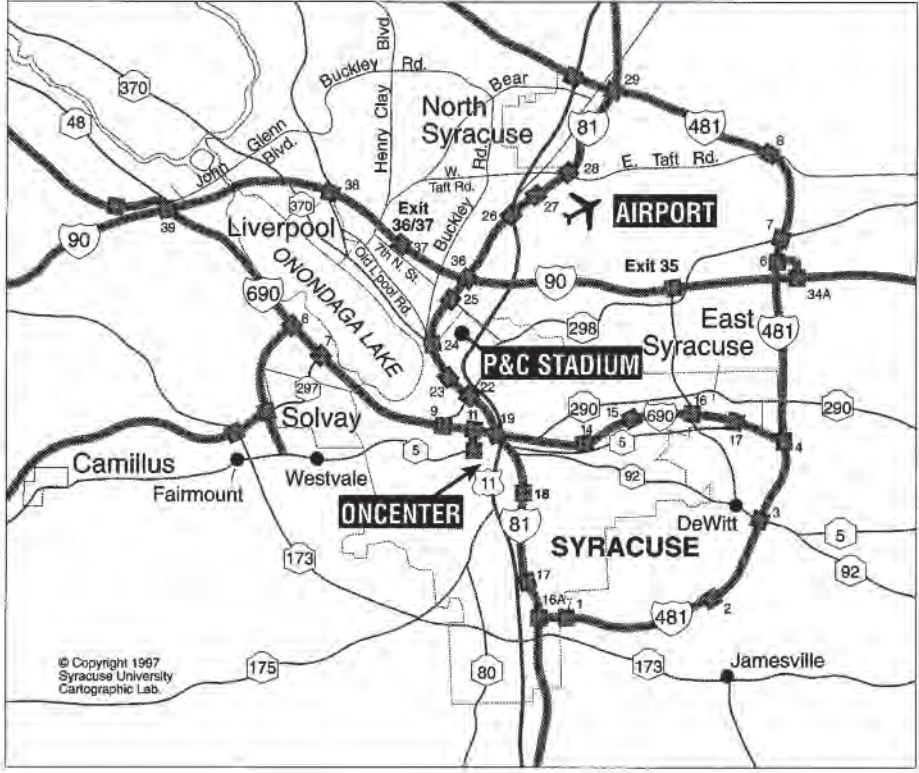 370
48
Buckley Rd.
Henry Clay Blvd.
Bear
North
Syracuse
29
81
481
8
John Glenn
Blvd.
W.
Taft Rd.
28
E. Taft Rd.
38
370
Exit
36/37
37
Buckley Rd.
26
27
AIRPORT
7
39
90
Liverpool
7th N. St.
Old L'pool Rd.
36
90
Exit 35
6
34A
690
ONONDAGA LAKE
25
298
East
Syracuse
481
6
7
24
P&C STADIUM
297
23
22
Solvay
9
11
19
14
290
15
690
16
17
290
4
5
5
Camillus
Fairmount
Westvale
ONCENTER
11
18
92
DeWitt
3
81
SYRACUSE
5
92
173
17
16A
1
481
2
© Copyright 1997
Syracuse University
Cartographic Lab.
175
80
173
Jamesville